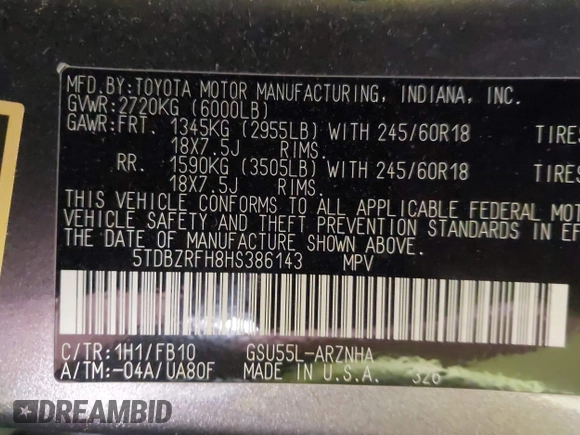 MFD.BY:TOYOTA MOTOR MANUFACTURING, INDIANA, INC.
GVWR:2720KG (6000LB)
GAWR:FRT. 1345KG (2955LB) WITH 245/60R18 TIRES
18X7.5J RIMS.
RR. 1590KG (3505LB) WITH 245/60R18 TIRES
18X7.5J RIMS.
THIS VEHICLE CONFORMS TO ALL APPLICABLE FEDERAL MOT
VEHICLE SAFETY AND THEFT PREVENTION STANDARDS IN EF
THE DATE OF MANUFACTURE SHOWN ABOVE.
5TDBZRFH8HS386143 MPV
C/TR:1H1/FB10 GSU55L-ARZNHA
A/TM:-04A/UA80F MADE IN U.S.A. 326
DREAMBID